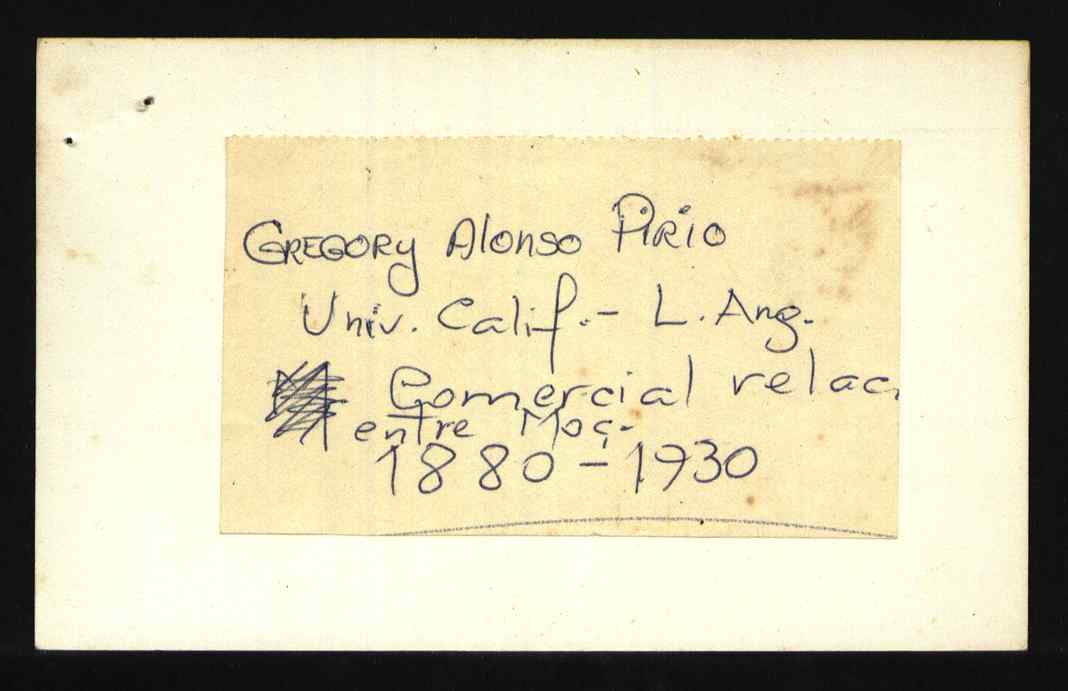 Gregory Alonso Pirio
Univ. Calif.- L. Ang.
Comercial relac.
entre Moç.
1880-1930